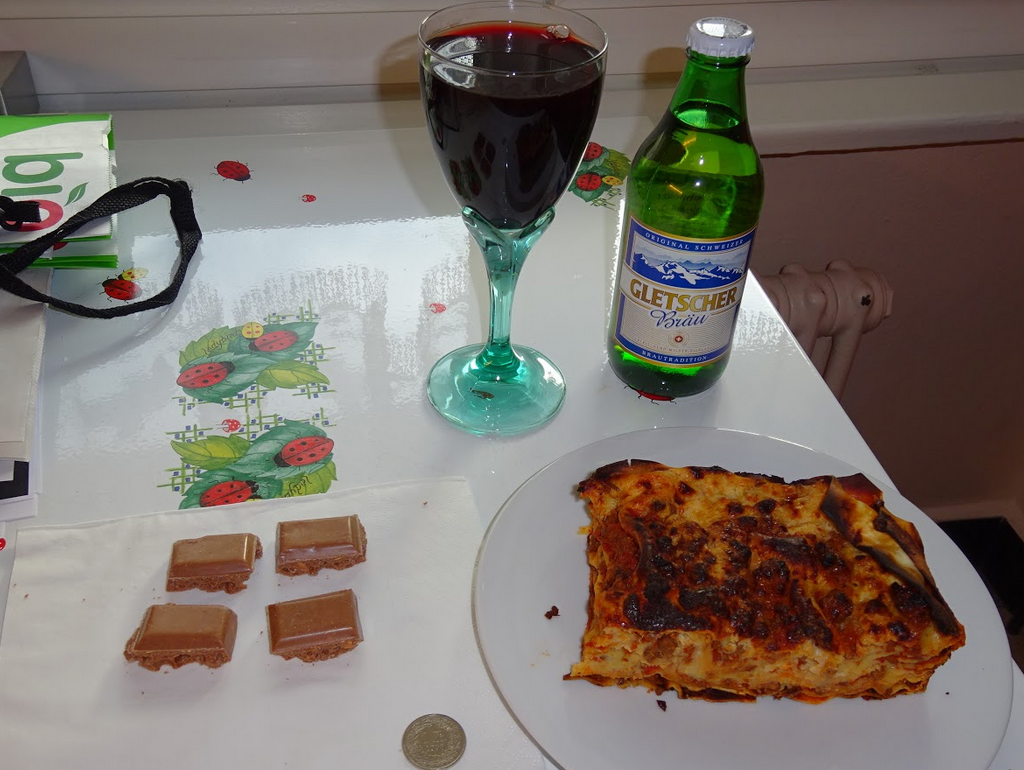 bio
ORIGINAL SCHWEIZER
GLETSCHER
Bräu
BRAUTRADITION